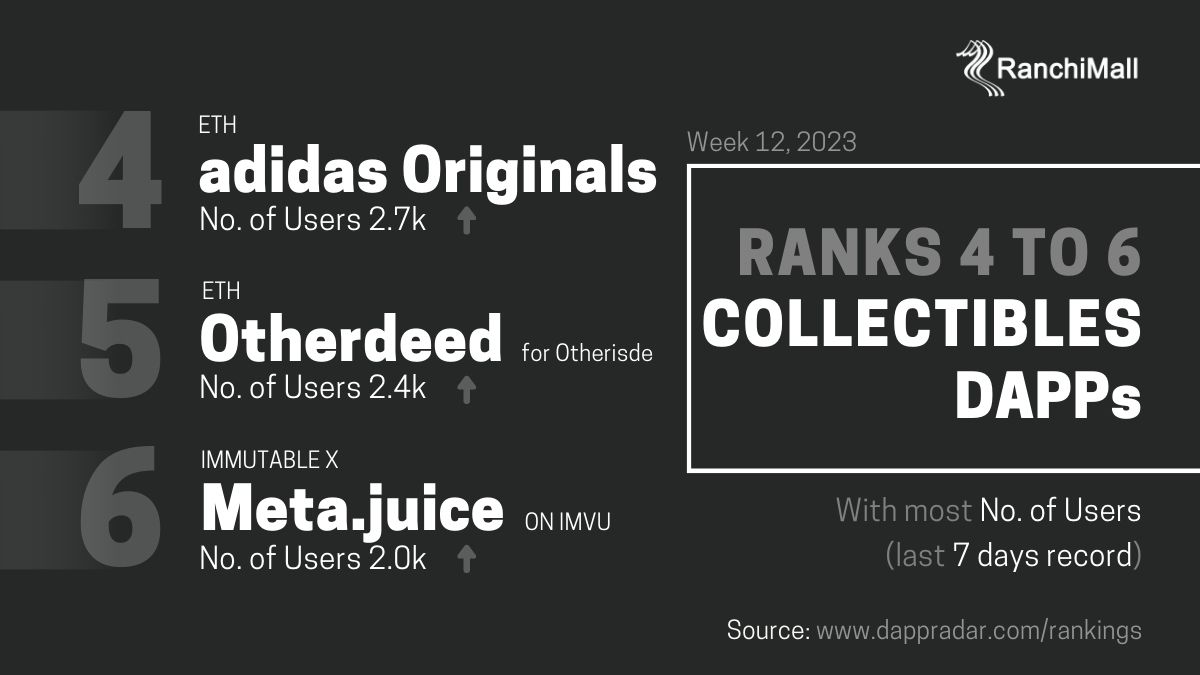 RanchiMall
4
ETH
adidas Originals
No. of Users 2.7k
5
ETH
Otherdeed for Otherisde
No. of Users 2.4k
6
IMMUTABLE X
Meta.juice ON IMVU
No. of Users 2.0k
Week 12, 2023
RANKS 4 TO 6
COLLECTIBLES
DAPPs
With most No. of Users
(last 7 days record)
Source: www.dappradar.com/rankings